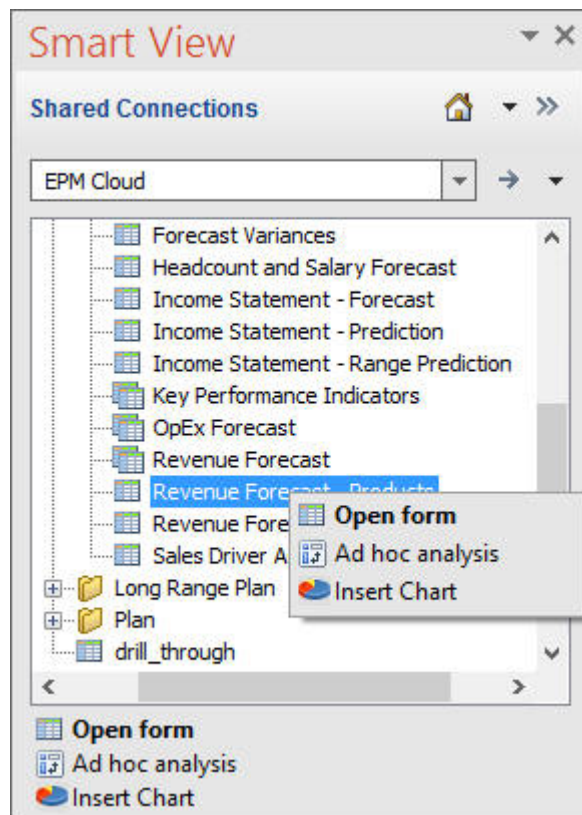 Smart View
Shared Connections
EPM Cloud
Forecast Variances
Headcount and Salary Forecast
Income Statement - Forecast
Income Statement - Prediction
Income Statement - Range Prediction
Key Performance Indicators
OpEx Forecast
Revenue Forecast
Revenue Forecast - Products
Revenue Fore
Sales Driver A
Open form
Ad hoc analysis
Insert Chart
Long Range Plan
Plan
drill_through
Open form
Ad hoc analysis
Insert Chart